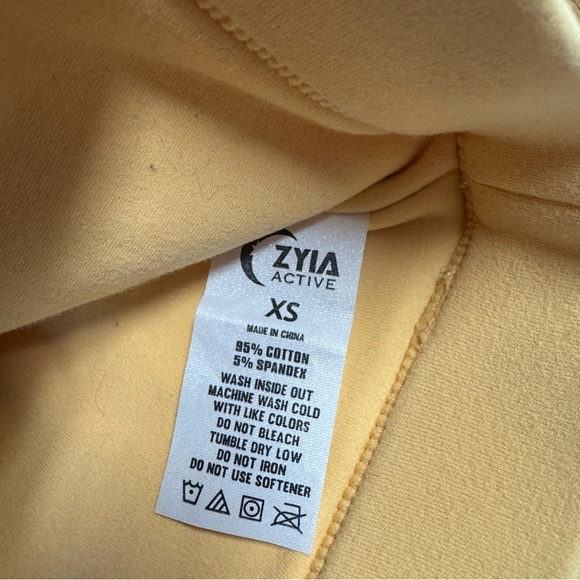 ZYIA
ACTIVE
XS
MADE IN CHINA
95% COTTON
5% SPANDEX
WASH INSIDE OUT
MACHINE WASH COLD
WITH LIKE COLORS
DO NOT BLEACH
TUMBLE DRY LOW
DO NOT IRON
DO NOT USE SOFTENER